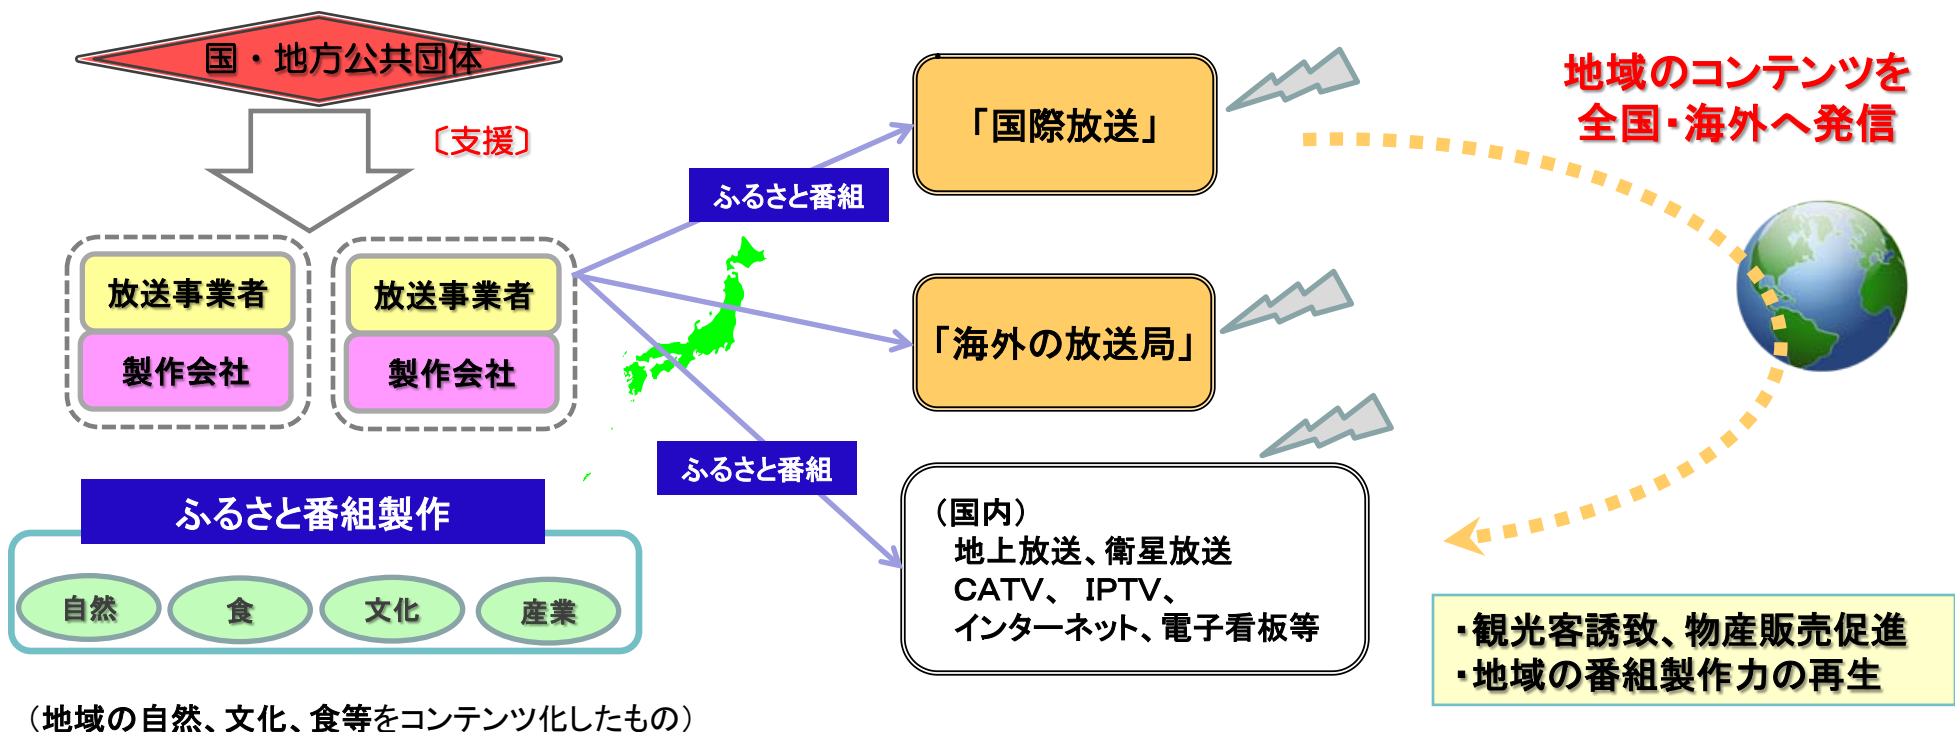 国・地方公共団体
〔支援〕
放送事業者
製作会社
放送事業者
製作会社
ふるさと番組製作
自然
食
文化
産業
（地域の自然、文化、食等をコンテンツ化したもの）
ふるさと番組
ふるさと番組
「国際放送」
「海外の放送局」
（国内）
地上放送、衛星放送
CATV、 IPTV、
インターネット、電子看板等
地域のコンテンツを
全国・海外へ発信
・観光客誘致、物産販売促進
・地域の番組製作力の再生